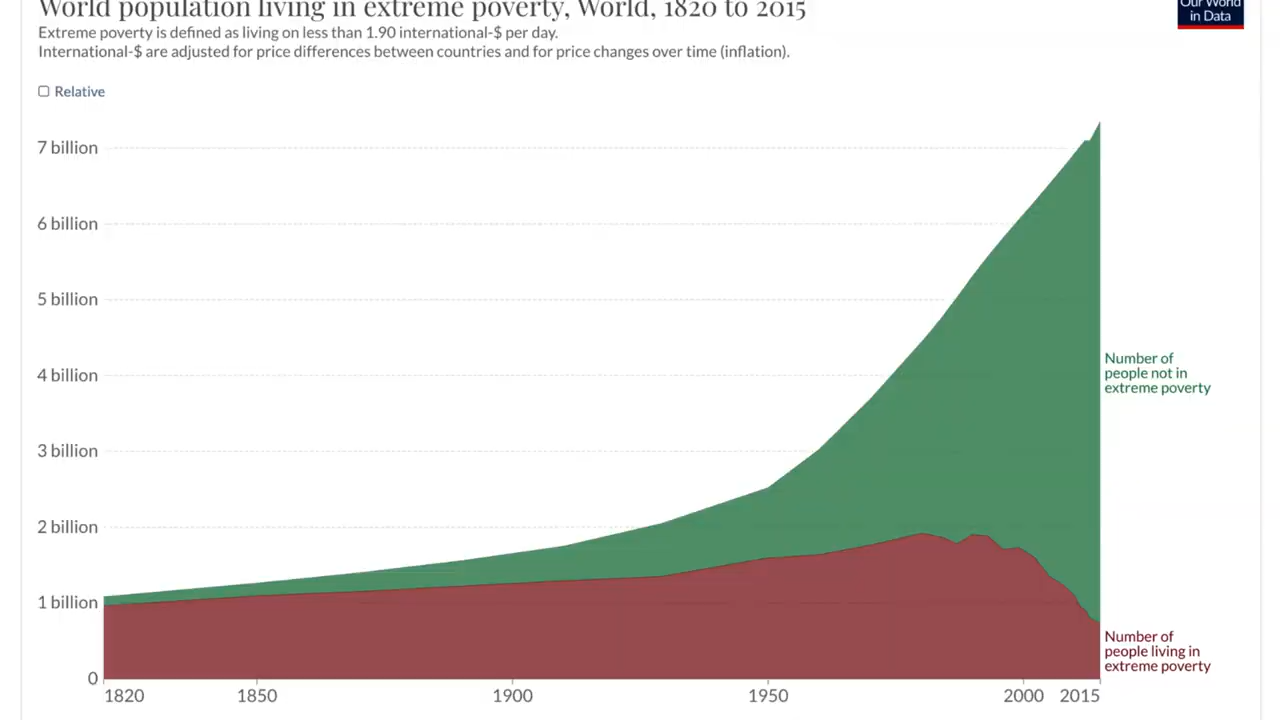 World population living in extreme poverty, World, 1820 to 2015
Our World
in Data
Extreme poverty is defined as living on less than 1.90 international-$ per day.
International-$ are adjusted for price differences between countries and for price changes over time (inflation).
Relative
7 billion
6 billion
5 billion
4 billion
3 billion
2 billion
1 billion
0
Number of
people not in
extreme poverty
Number of
people living in
extreme poverty
1820
1850
1900
1950
2000
2015